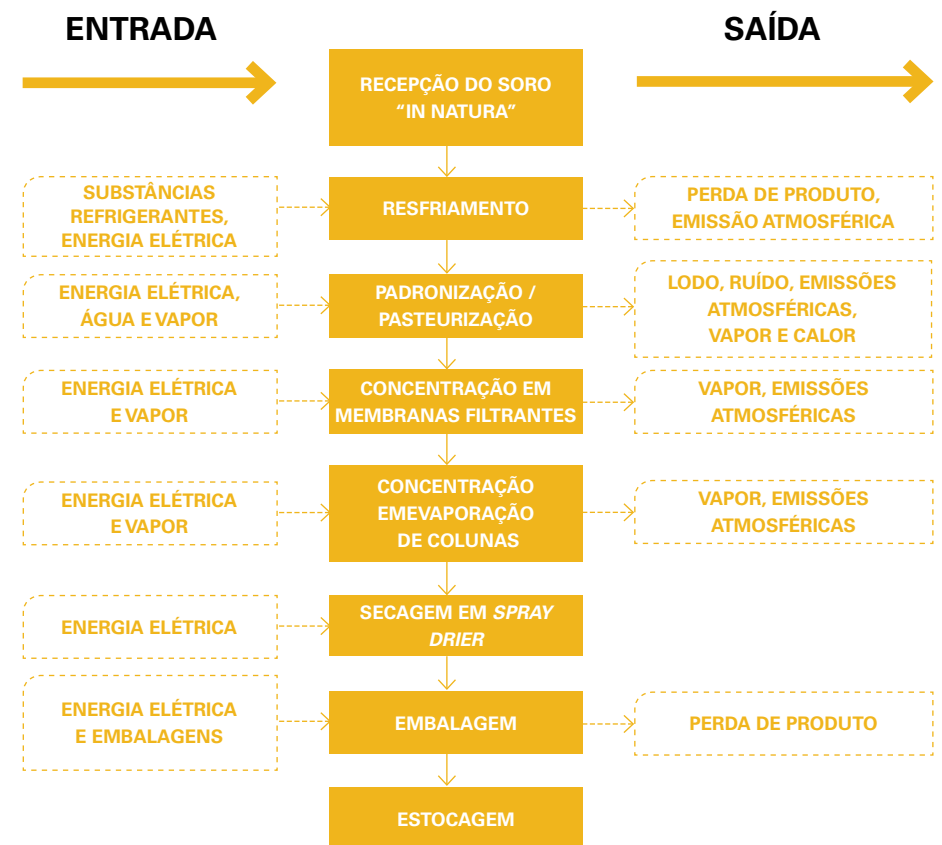 ENTRADA
SAÍDA
RECEPÇÃO DO SORO
“IN NATURA”
SUBSTÂNCIAS
REFRIGERANTES,
ENERGIA ELÉTRICA
RESFRIAMENTO
PERDA DE PRODUTO,
EMISSÃO ATMOSFÉRICA
ENERGIA ELÉTRICA,
ÁGUA E VAPOR
PADRONIZAÇÃO /
PASTEURIZAÇÃO
LODO, RUÍDO, EMISSÕES
ATMOSFÉRICAS,
VAPOR E CALOR
ENERGIA ELÉTRICA
E VAPOR
CONCENTRAÇÃO EM
MEMBRANAS FILTRANTES
VAPOR, EMISSÕES
ATMOSFÉRICAS
ENERGIA ELÉTRICA
E VAPOR
CONCENTRAÇÃO
EMEVAPORAÇÃO
DE COLUNAS
VAPOR, EMISSÕES
ATMOSFÉRICAS
ENERGIA ELÉTRICA
SECAGEM EM SPRAY
DRIER
ENERGIA ELÉTRICA
E EMBALAGENS
EMBALAGEM
PERDA DE PRODUTO
ESTOCAGEM